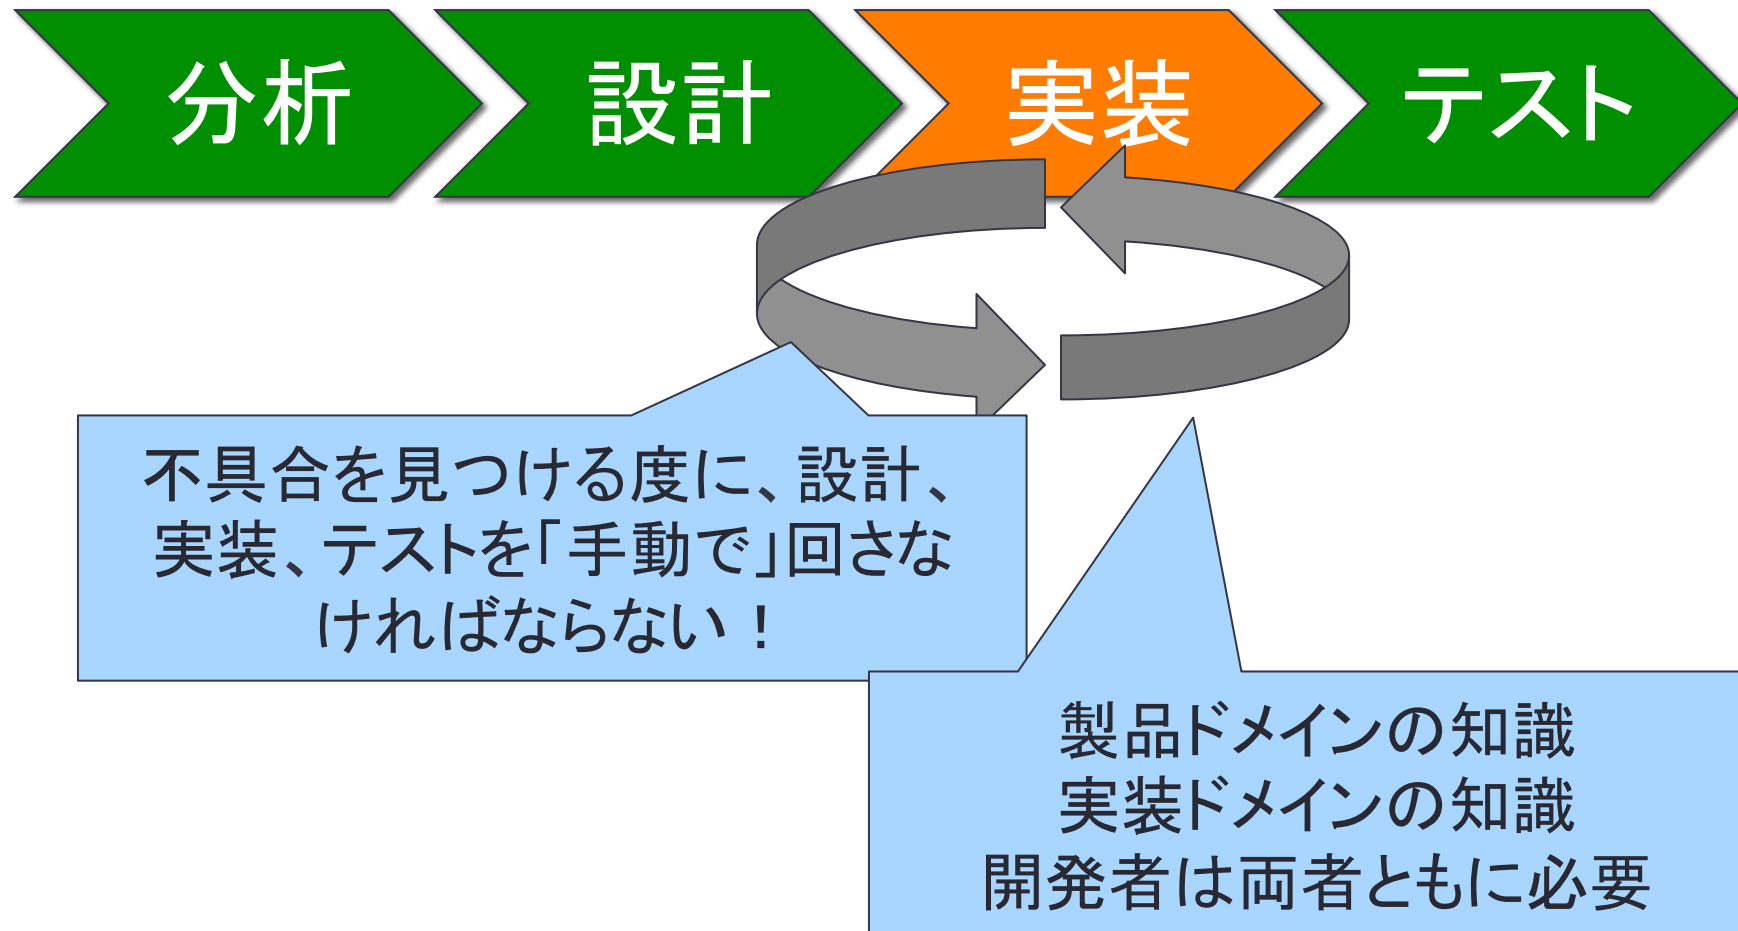 分析
設計
実装
テスト
不具合を見つける度に、設計、
実装、テストを「手動で」回さな
ければならない！
製品ドメインの知識
実装ドメインの知識
開発者は両者ともに必要